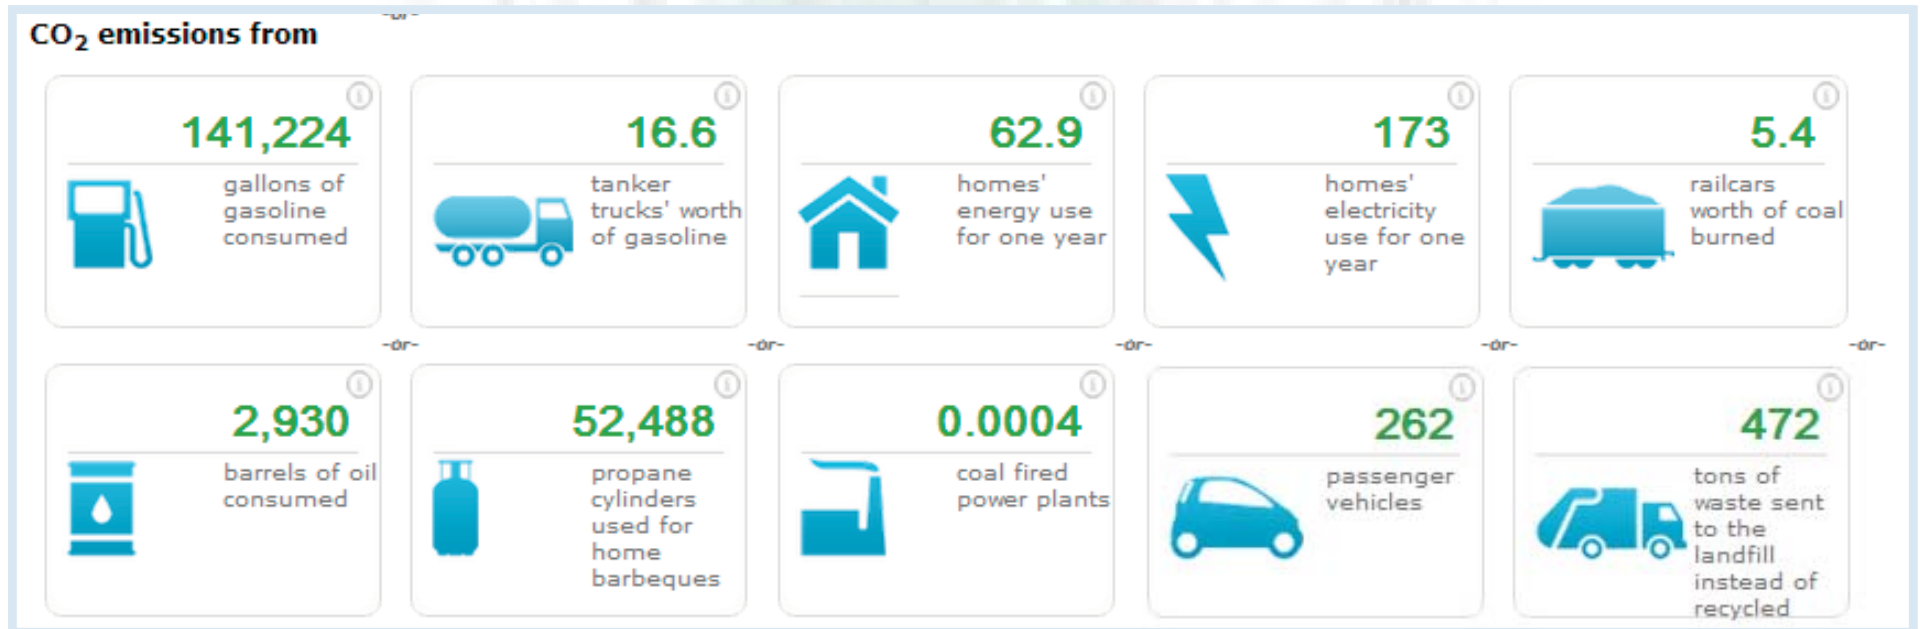 -or-
CO₂ emissions from
141,224
gallons of
gasoline
consumed
16.6
tanker
trucks' worth
of gasoline
62.9
homes'
energy use
for one year
173
homes'
electricity
use for one
year
5.4
railcars
worth of coal
burned
-or-
-or-
-or-
-or-
-or-
2,930
barrels of oil
consumed
52,488
propane
cylinders
used for
home
barbeques
0.0004
coal fired
power plants
262
passenger
vehicles
472
tons of
waste sent
to the
landfill
instead of
recycled